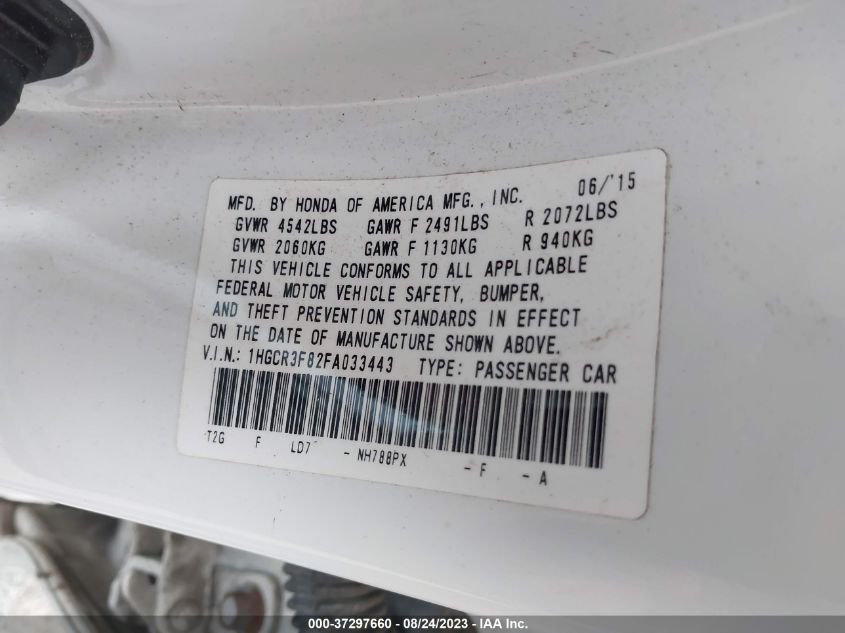 MFD. BY HONDA OF AMERICA MFG., INC. 06/'15
GVWR 4542LBS GAWR F 2491LBS R 2072LBS
GVWR 2060KG GAWR F 1130KG R 940KG
THIS VEHICLE CONFORMS TO ALL APPLICABLE
FEDERAL MOTOR VEHICLE SAFETY, BUMPER,
AND THEFT PREVENTION STANDARDS IN EFFECT
ON THE DATE OF MANUFACTURE SHOWN ABOVE.
V.I.N.: 1HGCR3F82FA033443 TYPE: PASSENGER CAR
T2G F LD7 - NH788PX - F - A
000-37297660 - 08/24/2023 - IAA Inc.